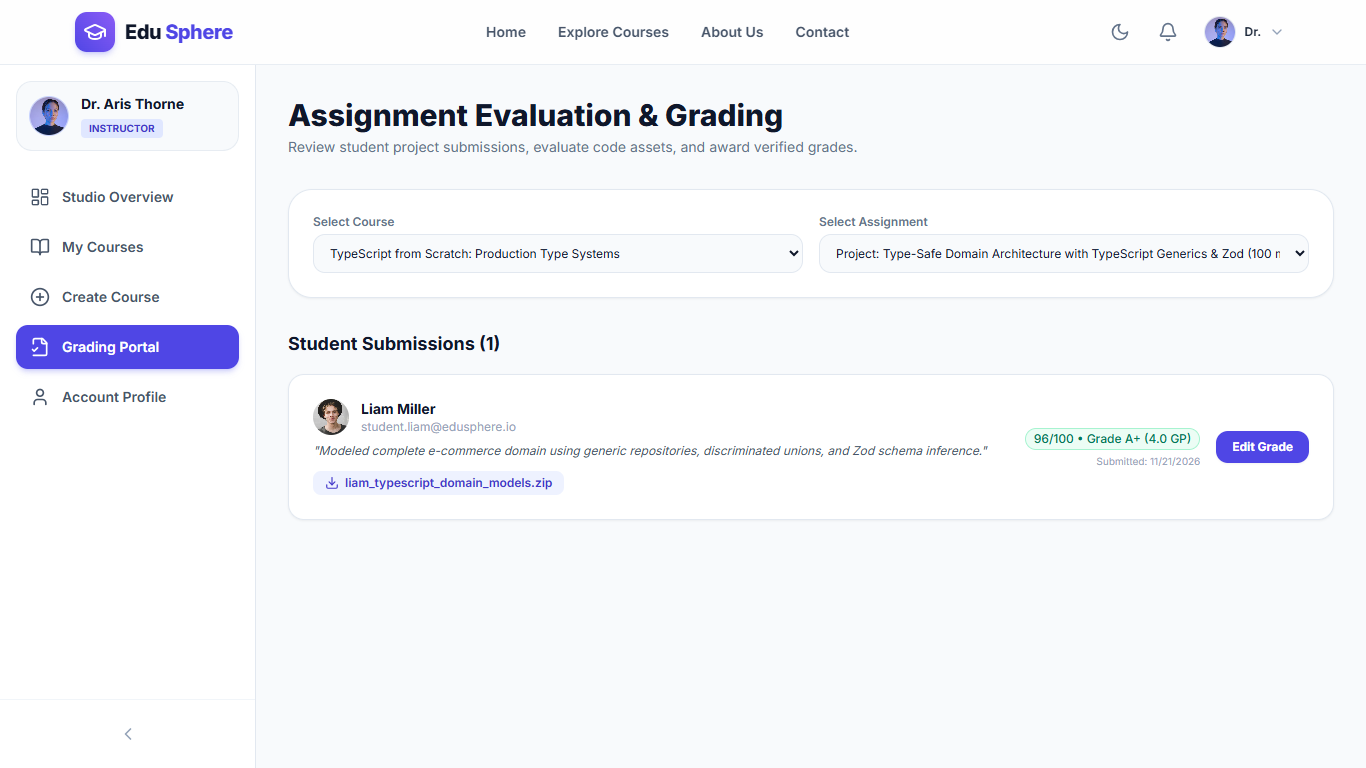 Edu Sphere
Home
Explore Courses
About Us
Contact
Dr.
Dr. Aris Thorne
INSTRUCTOR
Studio Overview
My Courses
Create Course
Grading Portal
Account Profile
Assignment Evaluation & Grading
Review student project submissions, evaluate code assets, and award verified grades.
Select Course
TypeScript from Scratch: Production Type Systems
Select Assignment
Project: Type-Safe Domain Architecture with TypeScript Generics & Zod (100
Student Submissions (1)
Liam Miller
student.liam@edusphere.io
"Modeled complete e-commerce domain using generic repositories, discriminated unions, and Zod schema inference."
liam_typescript_domain_models.zip
96/100 • Grade A+ (4.0 GP)
Submitted: 11/21/2026
Edit Grade